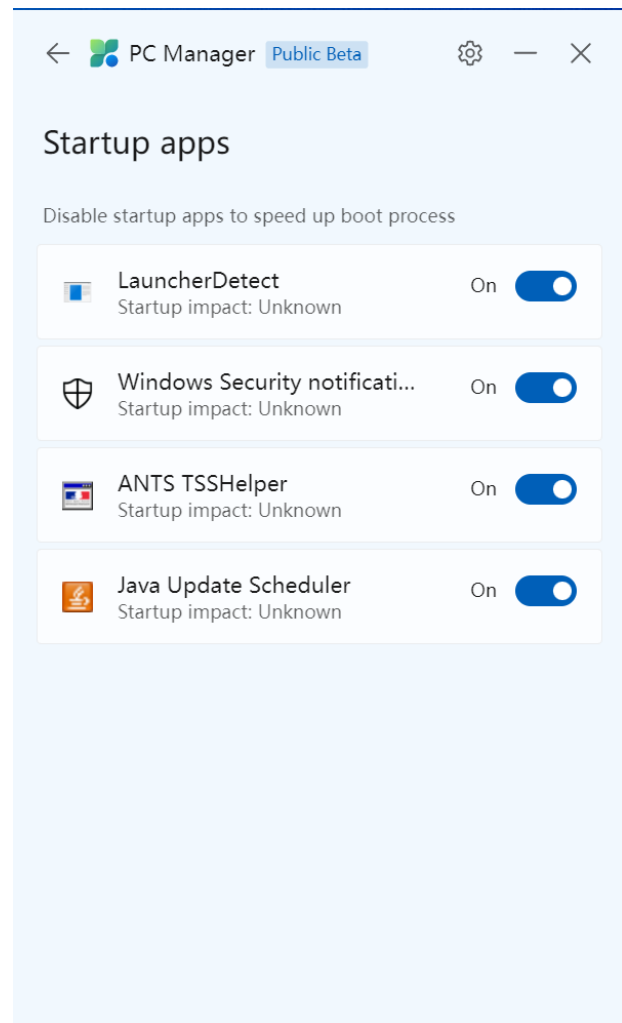 PC Manager Public Beta
Startup apps
Disable startup apps to speed up boot process
LauncherDetect
Startup impact: Unknown
On
Windows Security notificati...
Startup impact: Unknown
On
ANTS TSSHelper
Startup impact: Unknown
On
Java Update Scheduler
Startup impact: Unknown
On